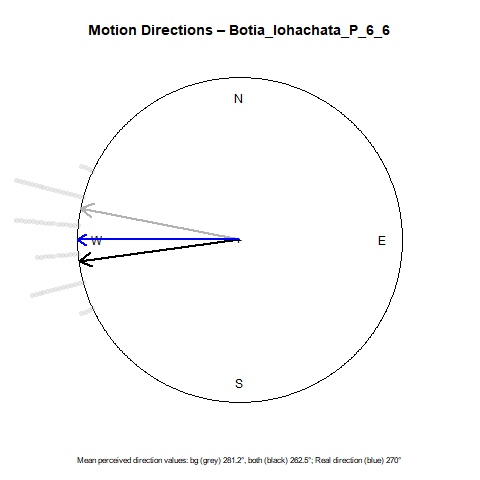 Motion Directions – Botia_lohachata_P_6_6
N
W
E
S
Mean perceived direction values: bg (grey) 281.2°, both (black) 262.5°; Real direction (blue) 270°